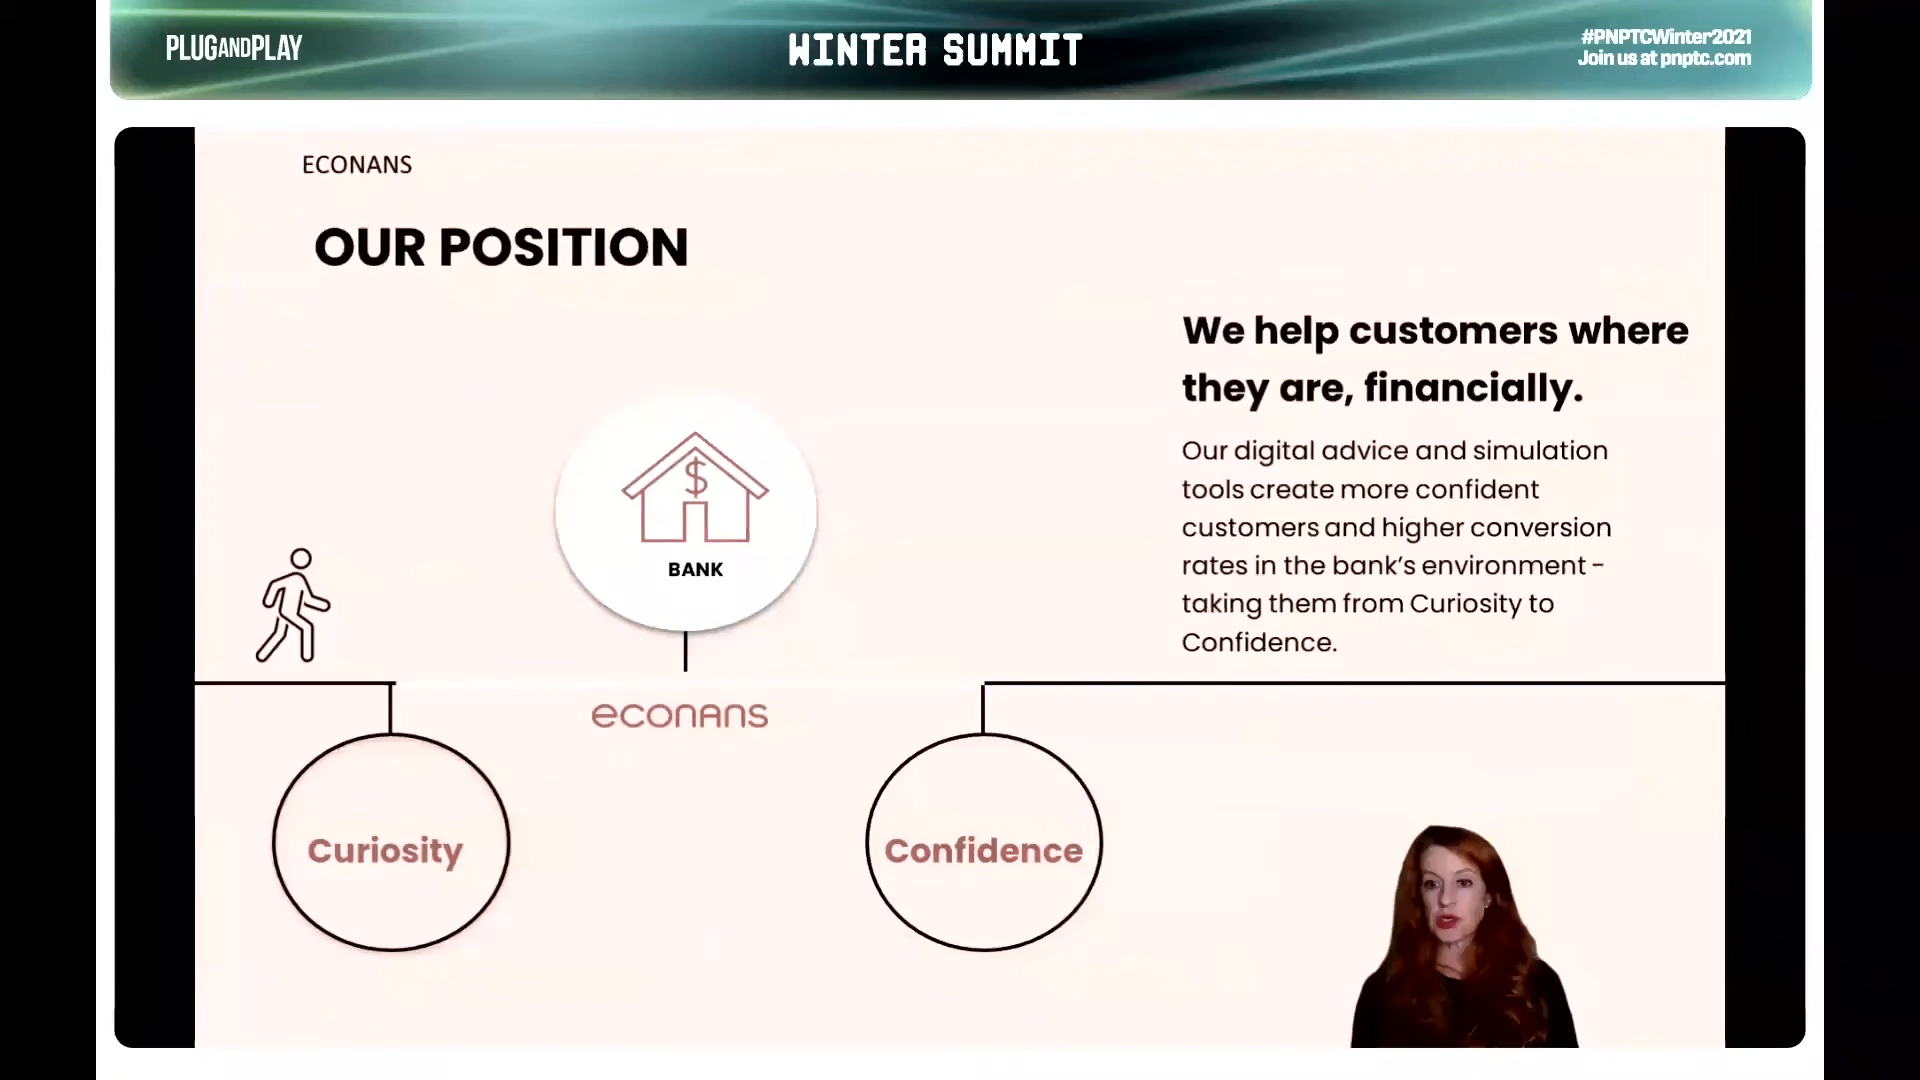 PLUGANDPLAY
WINTER SUMMIT
#PNPTCWinter2021
Join us at pnptc.com
ECONANS
OUR POSITION
We help customers where
they are, financially.
Our digital advice and simulation
tools create more confident
customers and higher conversion
rates in the bank's environment -
taking them from Curiosity to
Confidence.
$
BANK
econans
Curiosity
Confidence